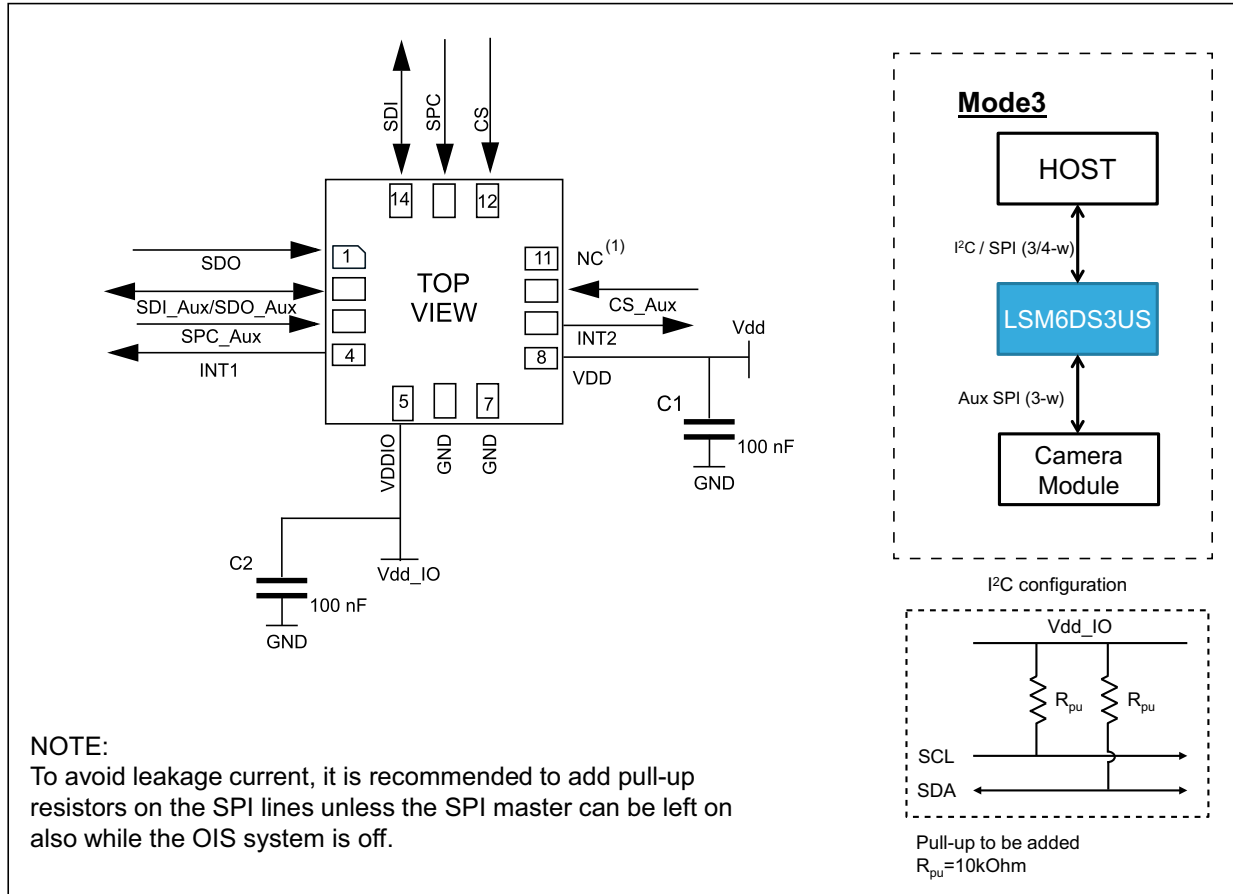 SDI
SPC
CS
14
12
1
SDO
SDI_Aux/SDO_Aux
SPC_Aux
4
INT1
TOP
VIEW
11
NC(1)
CS_Aux
INT2
8
VDD
Vdd
C1
100 nF
GND
5
7
VDDIO
GND
GND
C2
100 nF
GND
Vdd_IO
NOTE:
To avoid leakage current, it is recommended to add pull-up
resistors on the SPI lines unless the SPI master can be left on
also while the OIS system is off.
Mode3
HOST
I²C / SPI (3/4-w)
LSM6DS3US
Aux SPI (3-w)
Camera
Module
I²C configuration
Vdd_IO
Rpu
Rpu
SCL
SDA
Pull-up to be added
Rpu=10kOhm